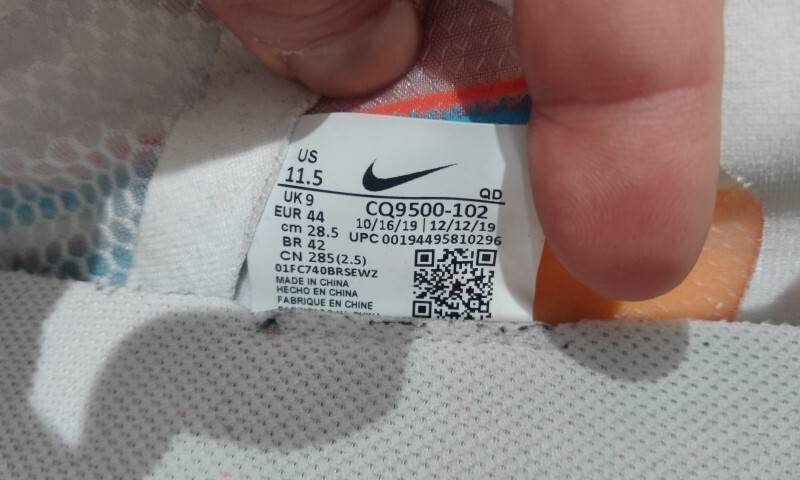 US
11.5
QD
UK 9
CQ9500-102
EUR 44
10/16/19 | 12/12/19
cm 28.5
UPC 00194495810296
BR 42
CN 285(2.5)
01FC740BRSEWZ
MADE IN CHINA
HECHO EN CHINA
FABRIQUE EN CHINE